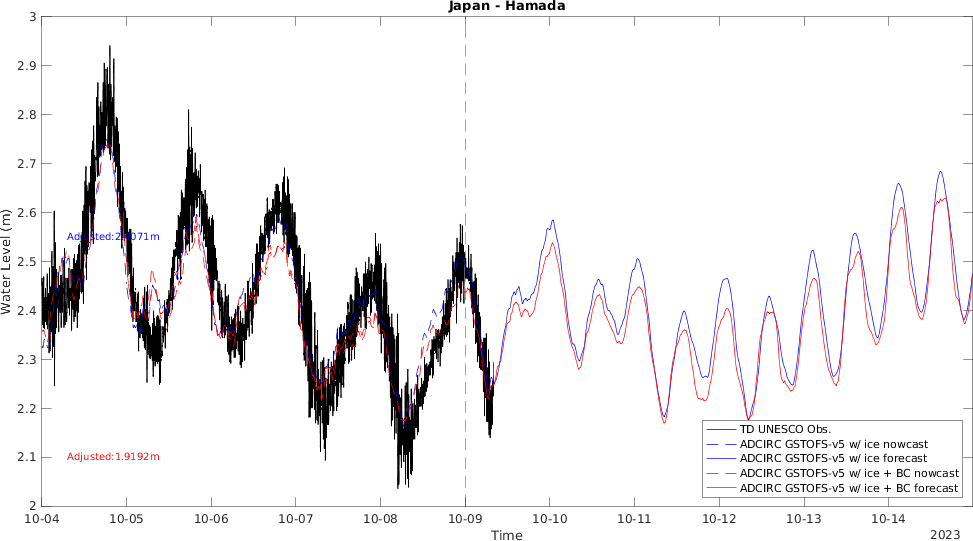 Japan - Hamada
3
2.9
2.8
2.7
2.6
2.5
2.4
2.3
2.2
2.1
2
Water Level (m)
Adjusted:1.9192m
TD UNESCO Obs.
ADCIRC GSTOFS-v5 w/ ice nowcast
ADCIRC GSTOFS-v5 w/ ice forecast
ADCIRC GSTOFS-v5 w/ ice + BC nowcast
ADCIRC GSTOFS-v5 w/ ice + BC forecast
10-04 10-05 10-06 10-07 10-08 10-09 10-10 10-11 10-12 10-13 10-14
Time
2023